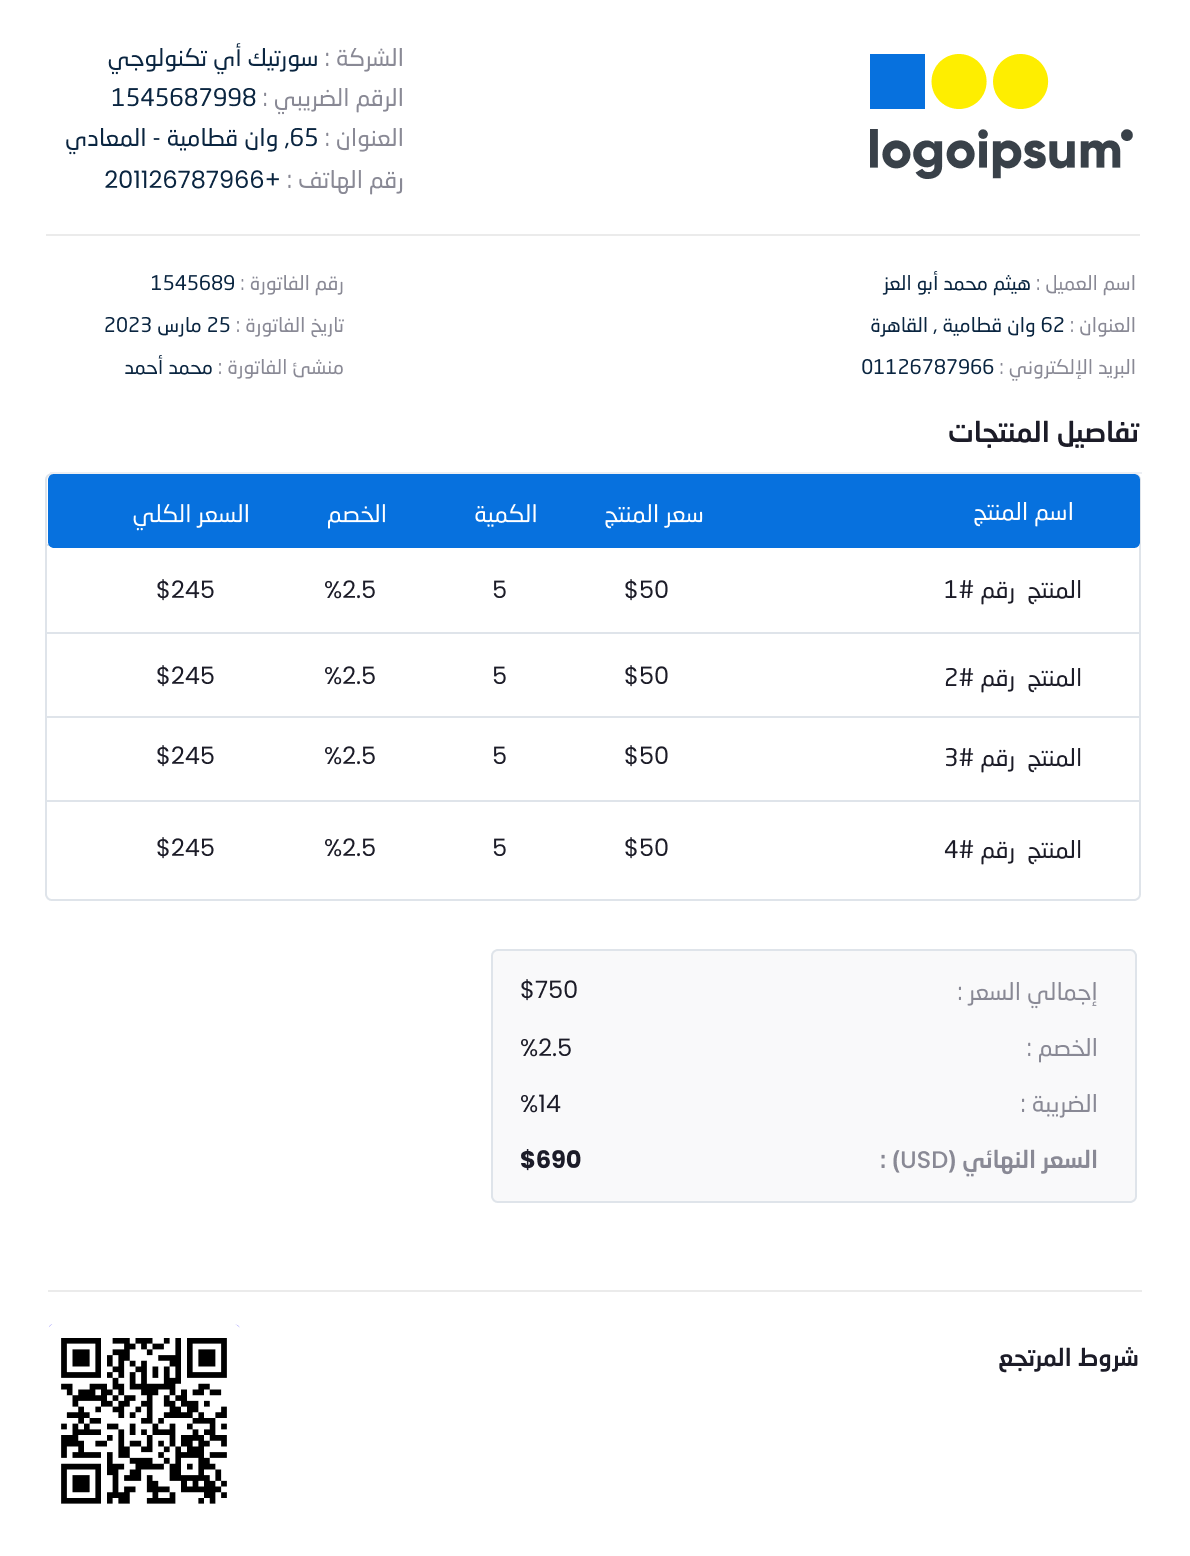 logoipsum
الشركة : سورتيك أي تكنولوجي
الرقم الضريبي : 1545687998
العنوان : 65, وان قطامية - المعادي
رقم الهاتف : +201126787966
اسم العميل : هيثم محمد أبو العز
العنوان : 62 وان قطامية , القاهرة
البريد الإلكتروني : 01126787966
رقم الفاتورة : 1545689
تاريخ الفاتورة : 25 مارس 2023
منشئ الفاتورة : محمد أحمد
تفاصيل المنتجات
اسم المنتج سعر المنتج الكمية الخصم السعر الكلي
المنتج رقم #1 $50 5 %2.5 $245
المنتج رقم #2 $50 5 %2.5 $245
المنتج رقم #3 $50 5 %2.5 $245
المنتج رقم #4 $50 5 %2.5 $245
إجمالي السعر : $750
الخصم : %2.5
الضريبة : %14
السعر النهائي (USD) : $690
شروط المرتجع